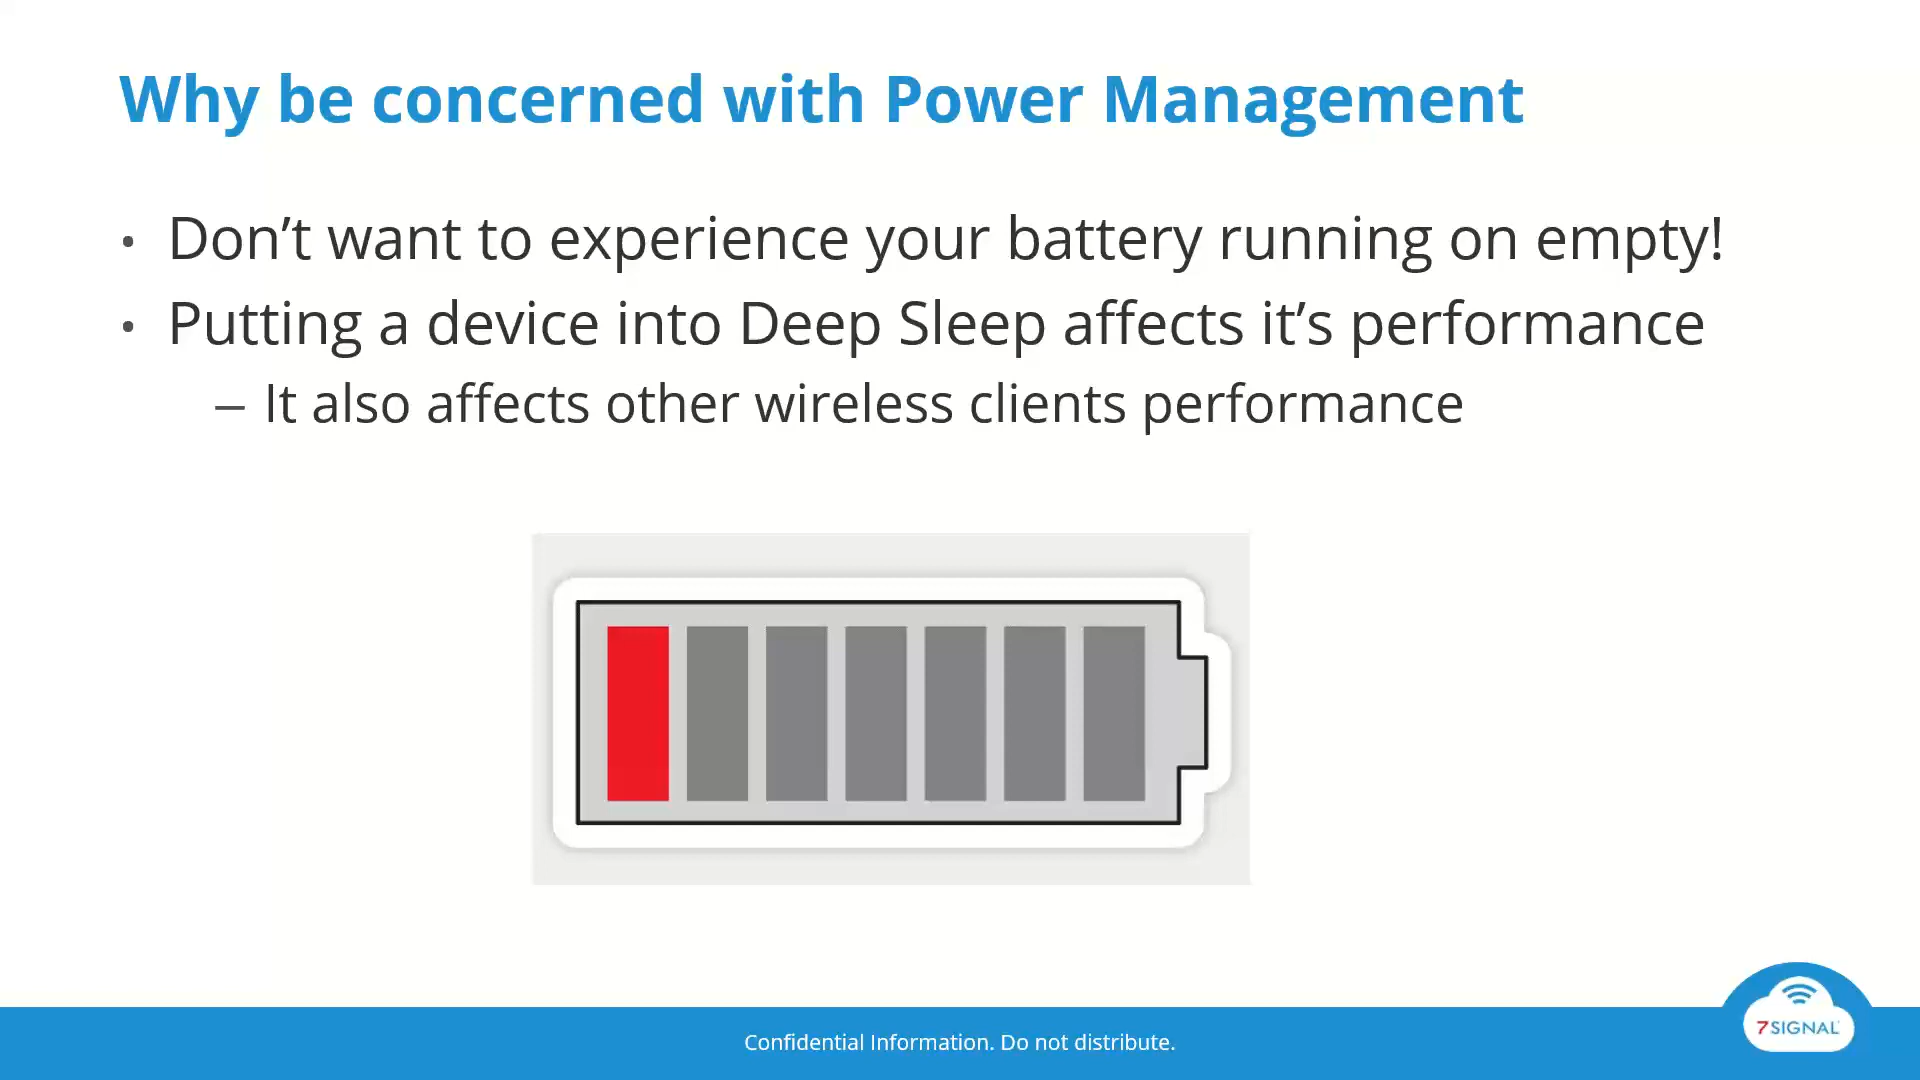 Why be concerned with Power Management
• Don’t want to experience your battery running on empty!
• Putting a device into Deep Sleep affects it’s performance
– It also affects other wireless clients performance
Confidential Information. Do not distribute.
7SIGNAL